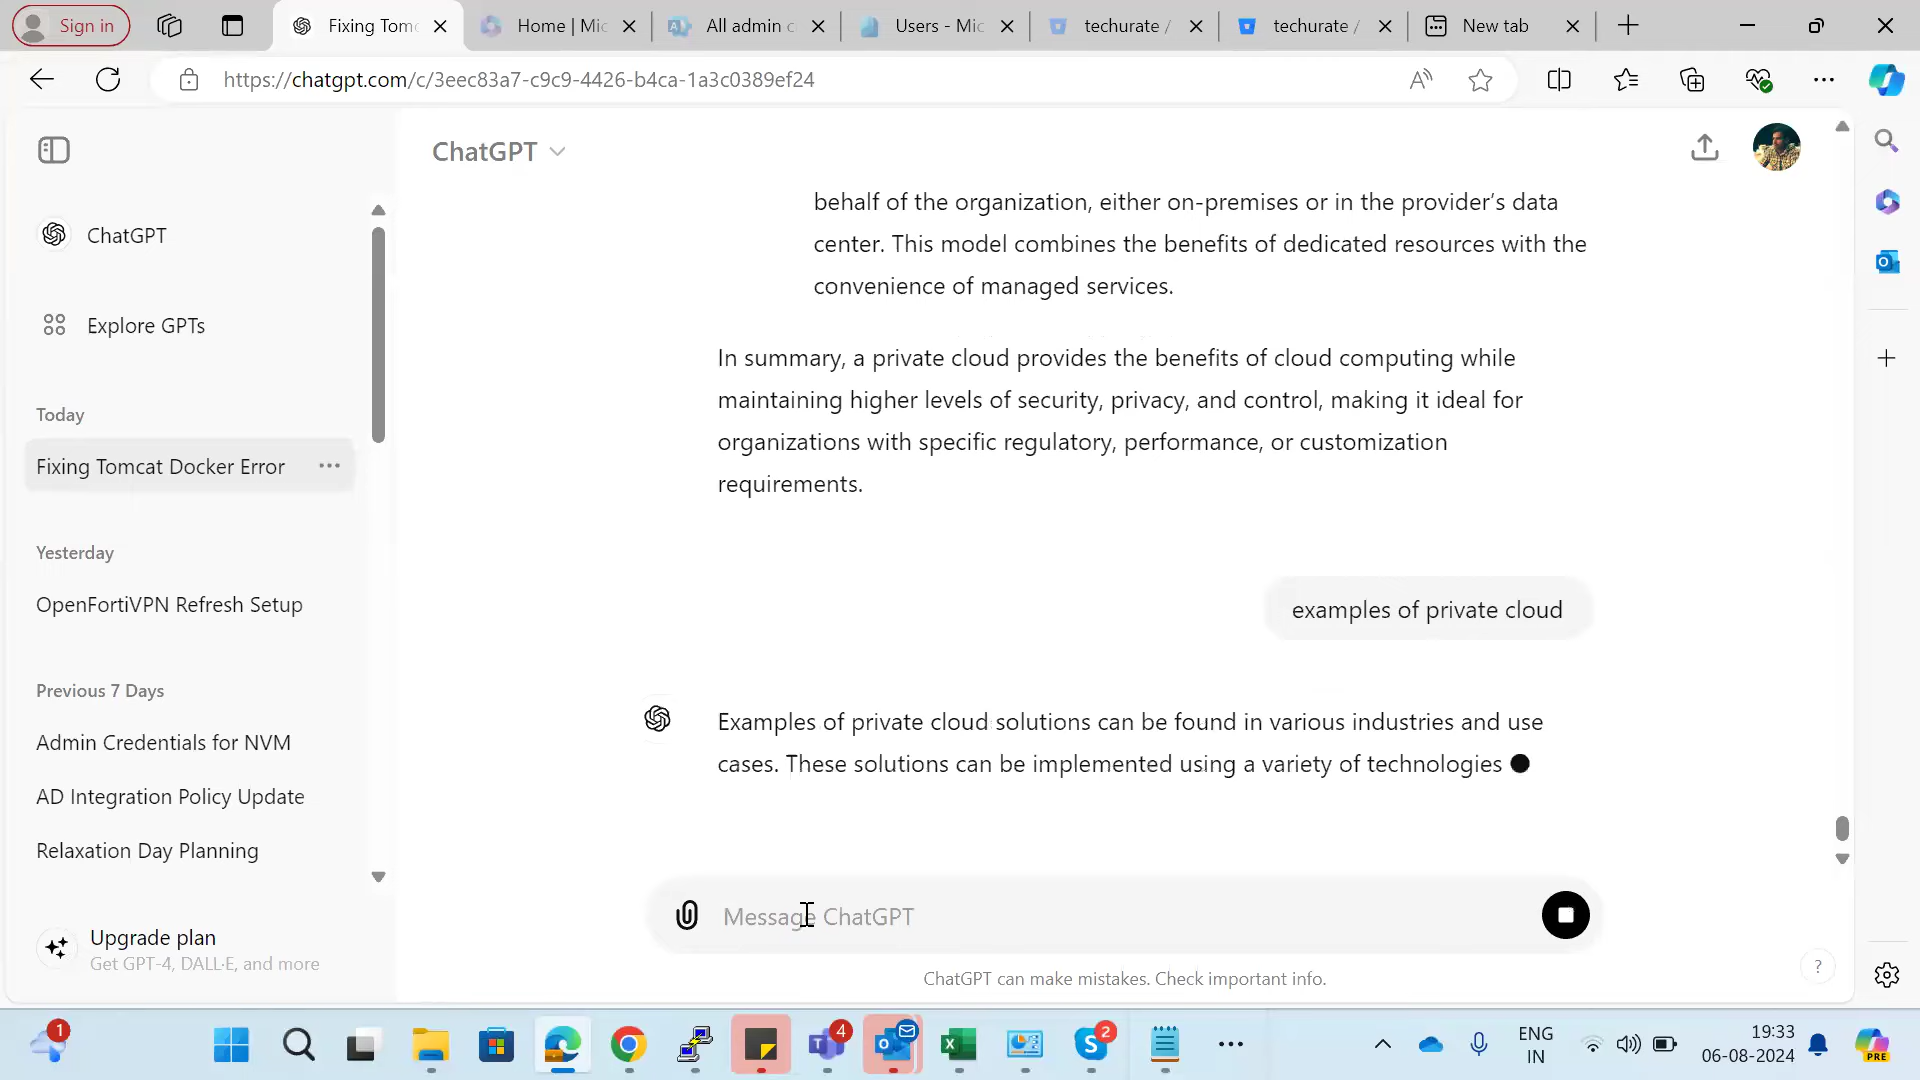 Sign in
Fixing Tom
Home | Mic
All admin c
Users - Mic
techurate /
techurate /
New tab
https://chatgpt.com/c/3eec83a7-c9c9-4426-b4ca-1a3c0389ef24
ChatGPT
ChatGPT
Explore GPTs
Today
Fixing Tomcat Docker Error
Yesterday
OpenFortiVPN Refresh Setup
Previous 7 Days
Admin Credentials for NVM
AD Integration Policy Update
Relaxation Day Planning
Upgrade plan
Get GPT-4, DALL·E, and more
behalf of the organization, either on-premises or in the provider’s data
center. This model combines the benefits of dedicated resources with the
convenience of managed services.
In summary, a private cloud provides the benefits of cloud computing while
maintaining higher levels of security, privacy, and control, making it ideal for
organizations with specific regulatory, performance, or customization
requirements.
examples of private cloud
Examples of private cloud solutions can be found in various industries and use
cases. These solutions can be implemented using a variety of technologies
Message ChatGPT
ChatGPT can make mistakes. Check important info.
?
1
4
2
ENG
IN
19:33
06-08-2024
PRE